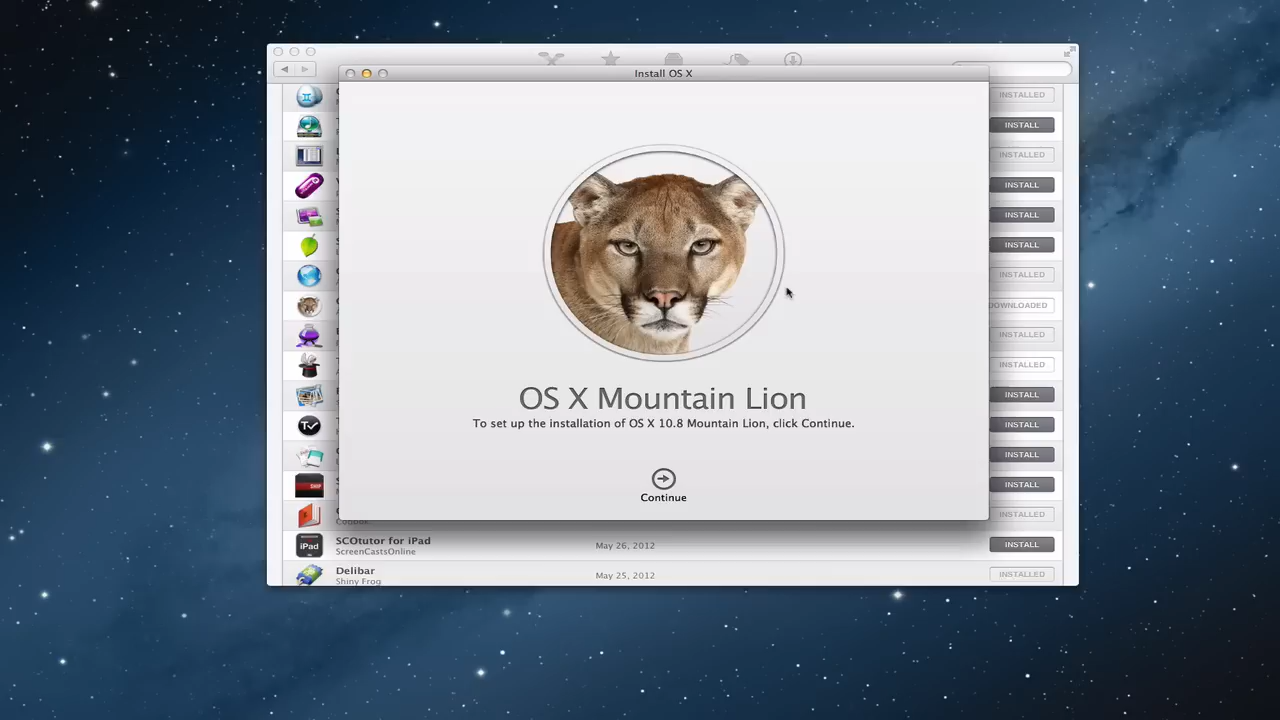 Install OS X
INSTALLED
INSTALL
INSTALLED
INSTALL
INSTALL
INSTALL
INSTALLED
DOWNLOADED
INSTALLED
INSTALLED
INSTALL
INSTALL
INSTALL
INSTALL
INSTALLED
OS X Mountain Lion
To set up the installation of OS X 10.8 Mountain Lion, click Continue.
Continue
SCOtutor for iPad
ScreenCastsOnline
May 26, 2012
INSTALL
iPad
Delibar
Shiny Frog
May 25, 2012
INSTALLED